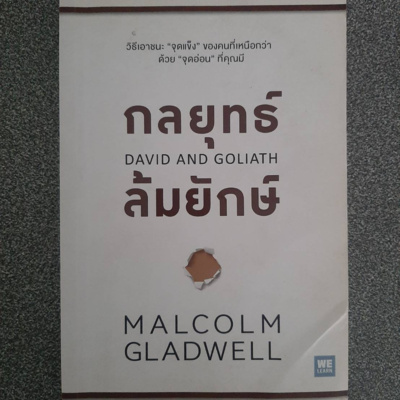 วิธีเอาชนะ “จุดแข็ง” ของคนที่เหนือกว่า
ด้วย “จุดอ่อน” ที่คุณมี
กลยุทธ์
DAVID AND GOLIATH
ล้มยักษ์
MALCOLM
GLADWELL
WE
LEARN